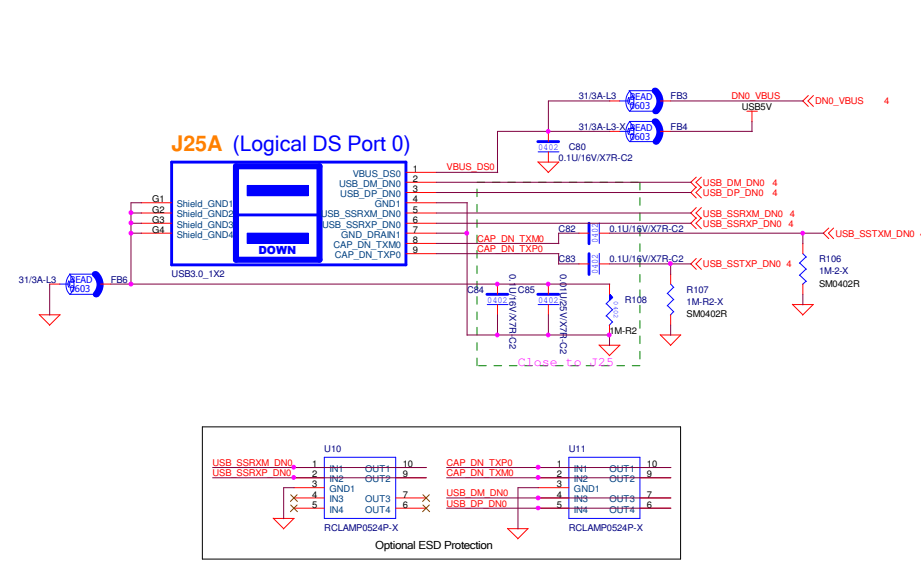 31/3A-L3 BEAD 0603 FB3 DN0_VBUS DN0_VBUS 4
USB5V
31/3A-L3-X BEAD 0603 FB4
J25A (Logical DS Port 0)
0402 C80
0.1U/16V/X7R-C2
VBUS_DS0 1 VBUS_DS0
USB_DM_DN0 2 USB_DM_DN0 4
USB_DP_DN0 3 USB_DP_DN0 4
G1 Shield_GND1 GND1 4
G2 Shield_GND2 USB_SSRXM_DN0 5 USB_SSRXM_DN0 4
G3 Shield_GND3 USB_SSRXP_DN0 6 USB_SSRXP_DN0 4
G4 Shield_GND4 GND_DRAIN1 7 C82 0402 0.1U/16V/X7R-C2 USB_SSTXM_DN0 4
CAP_DN_TXM0 8 CAP_DN_TXM0
CAP_DN_TXP0 9 CAP_DN_TXP0
DOWN
USB3.0_1X2
C83 0402 0.1U/16V/X7R-C2 USB_SSTXP_DN0 4
R106
1M-2-X
SM0402R
31/3A-L3 BEAD 0603 FB6
C84 0402 0.1U/16V/X7R-C2
C85 0402 0.01U/25V/X7R-C2
R108
0402
1M-R2
R107
1M-R2-X
SM0402R
Close to J25
U10
USB_SSRXM_DN0 1 IN1 OUT1 10
USB_SSRXP_DN0 2 IN2 OUT2 9
3 GND1
4 IN3 OUT3 7
5 IN4 OUT4 6
RCLAMP0524P-X
U11
CAP_DN_TXP0 1 IN1 OUT1 10
CAP_DN_TXM0 2 IN2 OUT2 9
3 GND1
USB_DM_DN0 4 IN3 OUT3 7
USB_DP_DN0 5 IN4 OUT4 6
RCLAMP0524P-X
Optional ESD Protection